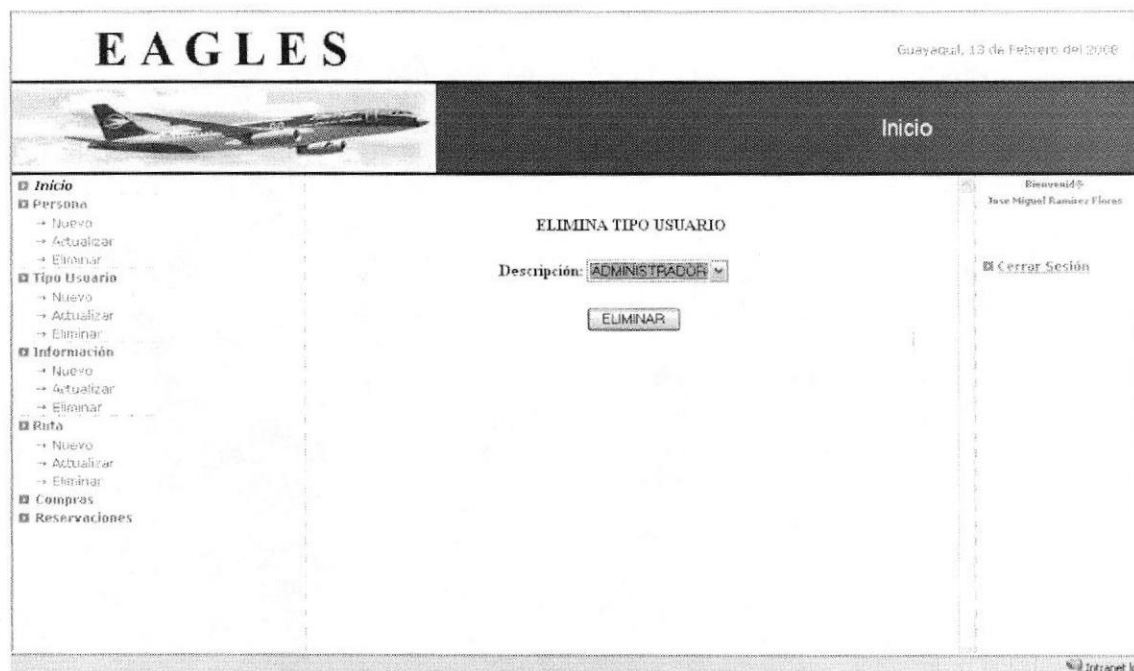 EAGLES
Guayaquil, 13 de Febrero del 2008
Inicio
Inicio
Persona
→ Nuevo
→ Actualizar
→ Eliminar
Tipo Usuario
→ Nuevo
→ Actualizar
→ Eliminar
Información
→ Nuevo
→ Actualizar
→ Eliminar
Ruta
→ Nuevo
→ Actualizar
→ Eliminar
Compras
Reservaciones
ELIMINA TIPO USUARIO
Descripción: ADMINISTRADOR
ELIMINAR
Bienvenid@
Jose Miguel Ramirez Flores
Cerrar Sesión
Intranet